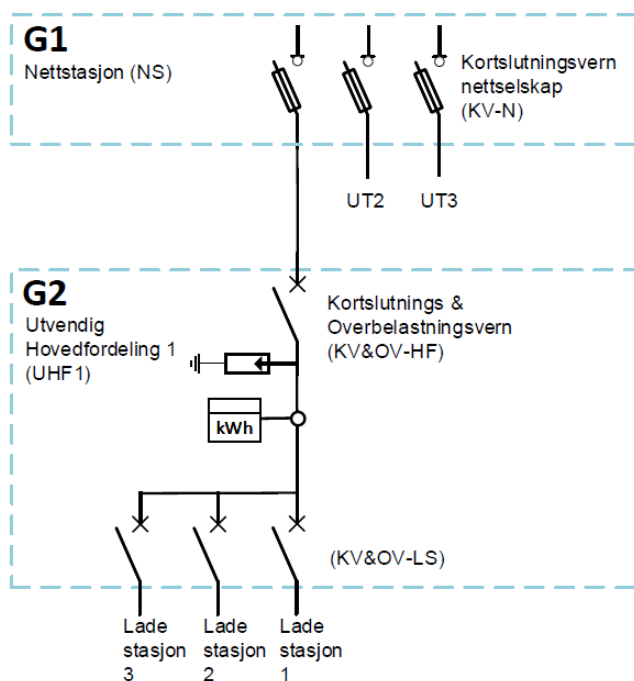 G1
Nettstasjon (NS)
Kortslutningsvern
nettselskap
(KV-N)
UT2
UT3
G2
Utvendig
Hovedfordeling 1
(UHF1)
Kortslutnings &
Overbelastningsvern
(KV&OV-HF)
kWh
(KV&OV-LS)
Lade
stasjon
3
Lade
stasjon
2
Lade
stasjon
1